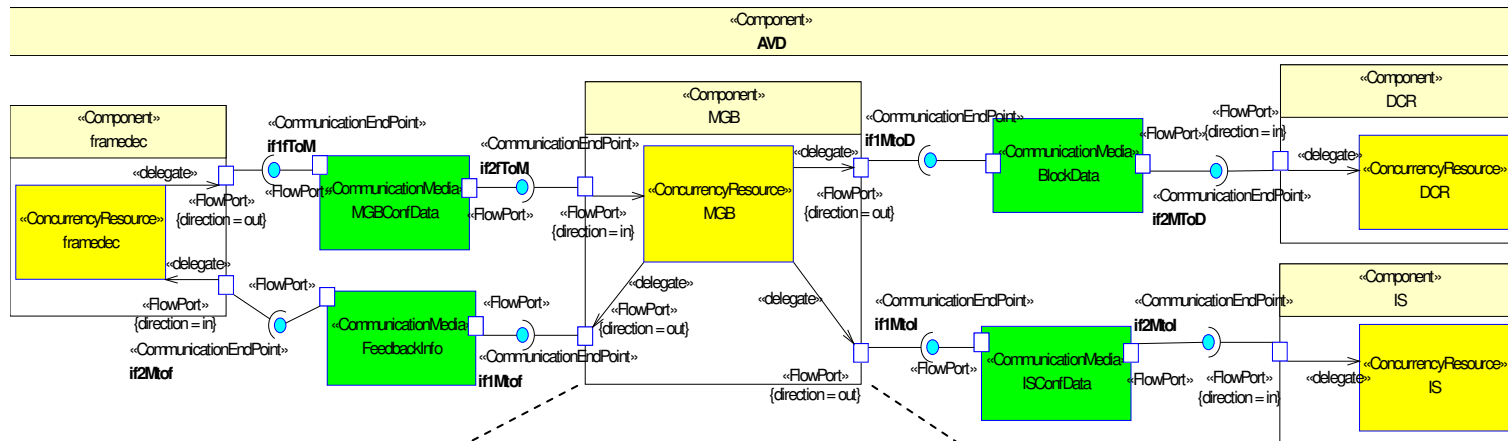 «Component»
AVD
«Component»
framedec
«delegate»
«FlowPort»
{direction = out}
«ConcurrencyResource»
framedec
«delegate»
«FlowPort»
{direction = in}
«CommunicationEndPoint»
if1fToM
«FlowPort»
«CommunicationMedia»
MGBConfData
«CommunicationEndPoint»
if2fToM
«FlowPort»
«FlowPort»
{direction = in}
«FlowPort»
«CommunicationEndPoint»
if2Mtof
«CommunicationMedia»
FeedbackInfo
«FlowPort»
«CommunicationEndPoint»
if1Mtof
«Component»
MGB
«ConcurrencyResource»
MGB
«delegate»
«FlowPort»
{direction = out}
«delegate»
«FlowPort»
{direction = out}
«delegate»
«FlowPort»
{direction = out}
«CommunicationEndPoint»
if1MtoD
«CommunicationMedia»
BlockData
«FlowPort»
«FlowPort»
{direction = in}
«CommunicationEndPoint»
if2MToD
«Component»
DCR
«delegate»
«ConcurrencyResource»
DCR
«CommunicationEndPoint»
if1MtoI
«FlowPort»
«CommunicationMedia»
ISConfData
«CommunicationEndPoint»
if2MtoI
«FlowPort»
«FlowPort»
{direction = in}
«Component»
IS
«delegate»
«ConcurrencyResource»
IS